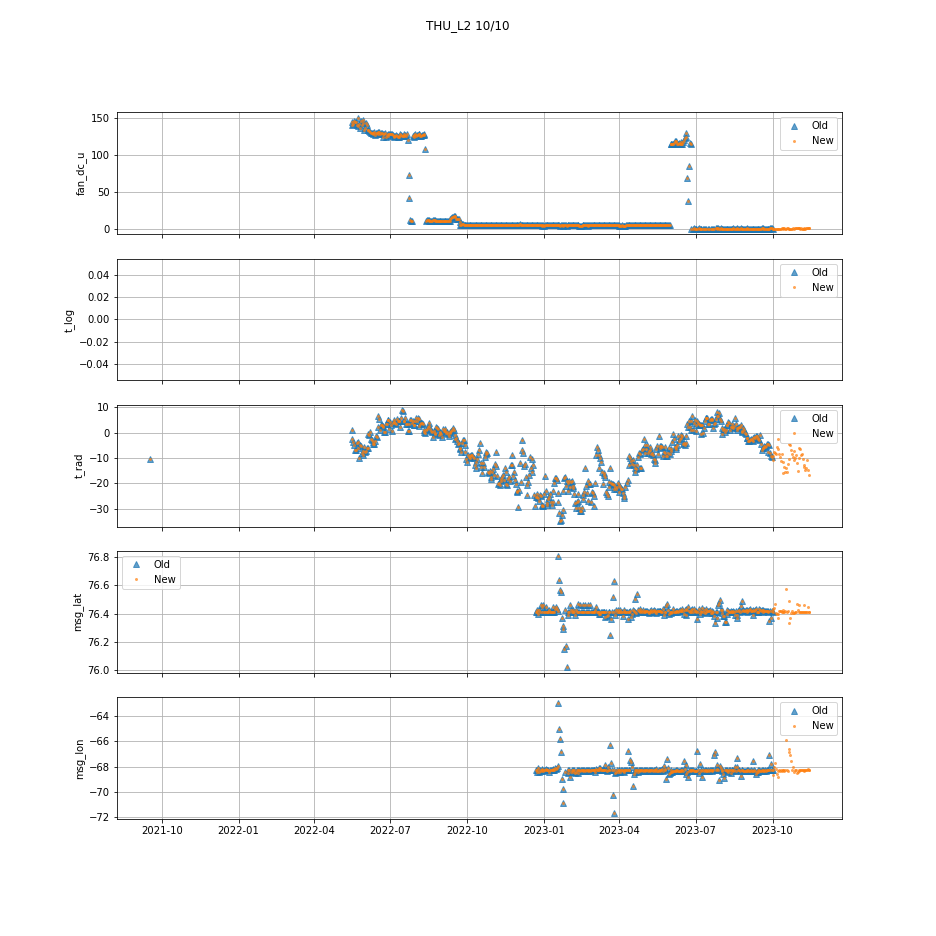 THU_L2 10/10
150
100
50
0
fan_dc_u
Old
New
0.04
0.02
0.00
−0.02
−0.04
t_log
Old
New
10
0
−10
−20
−30
t_rad
Old
New
76.8
76.6
76.4
76.2
76.0
msg_lat
Old
New
−64
−66
−68
−70
−72
msg_lon
Old
New
2021-10 2022-01 2022-04 2022-07 2022-10 2023-01 2023-04 2023-07 2023-10